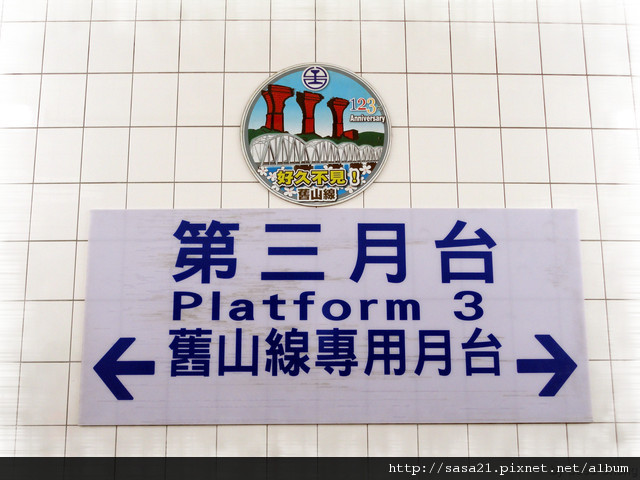 123
Anniversary
好久不見！
舊山線
第三月台
Platform 3
舊山線專用月台
http://sasa21.pixnet.net/album